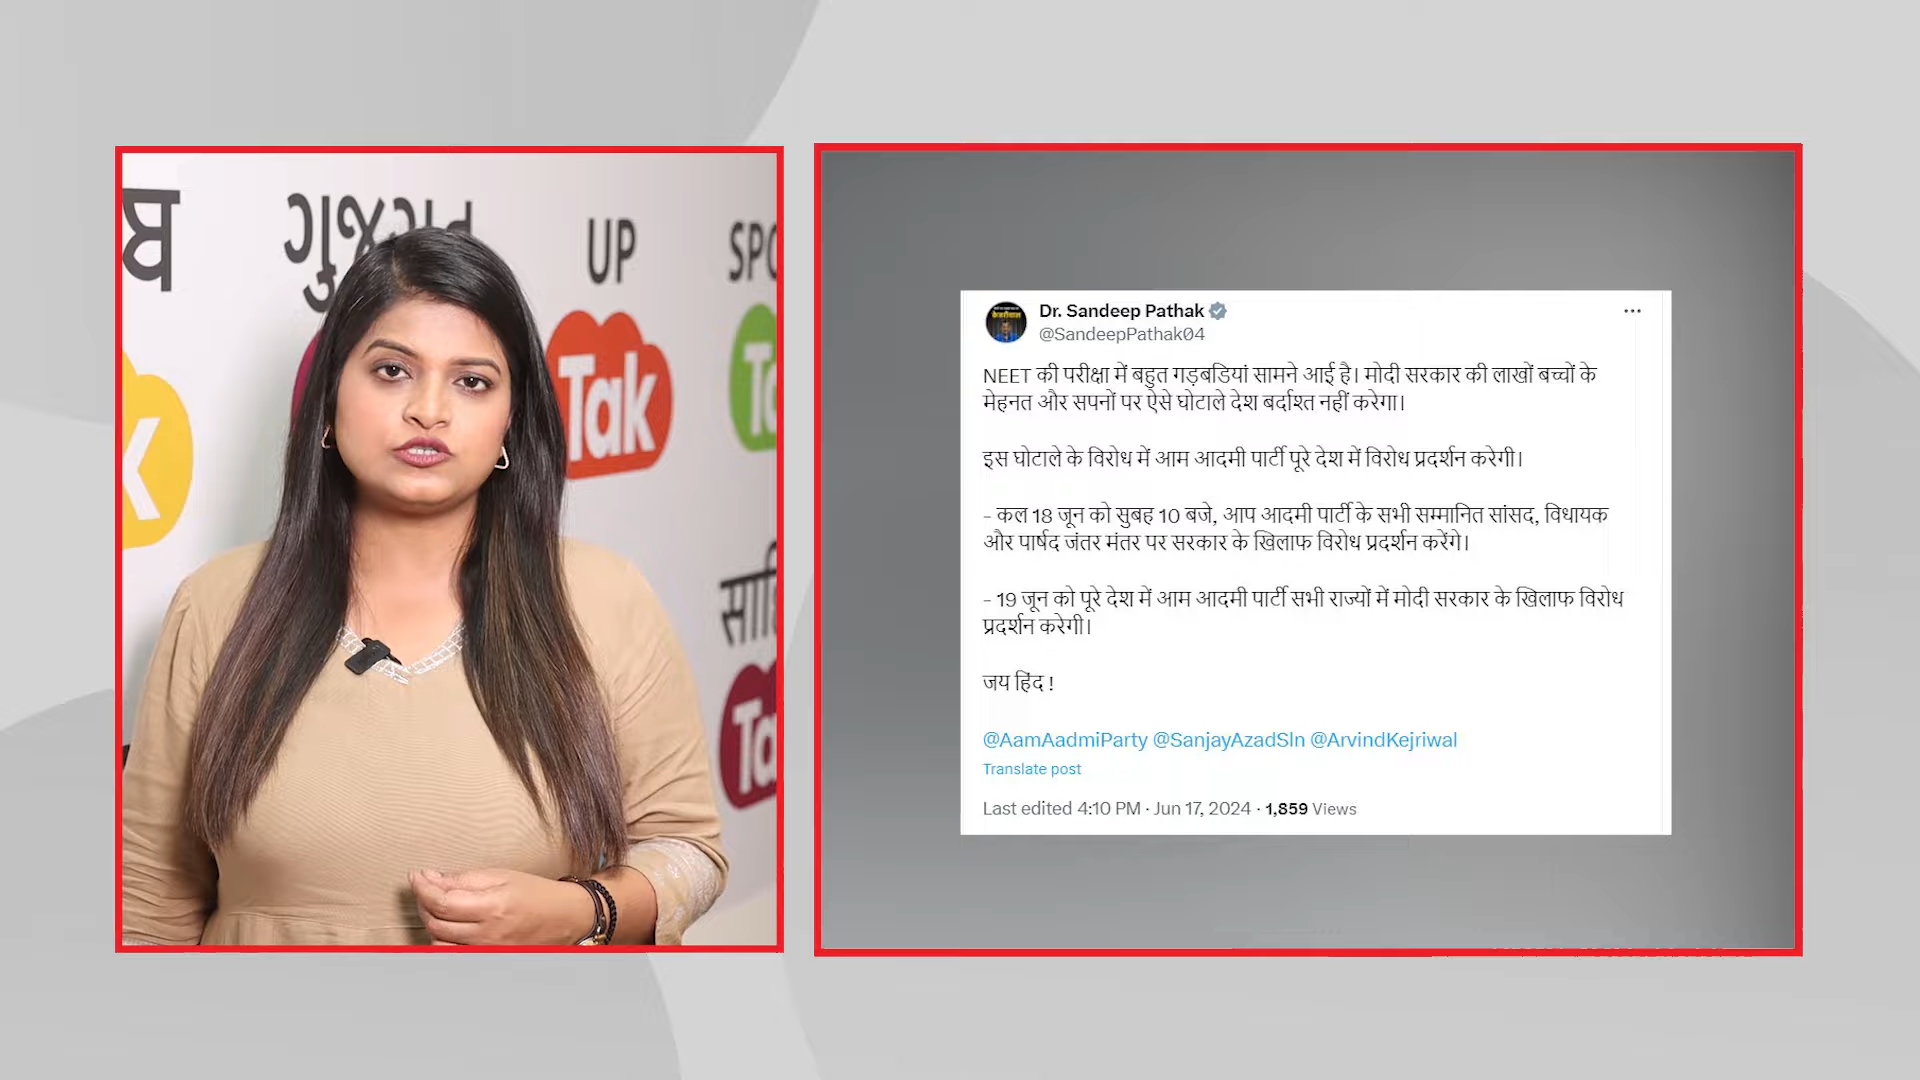 UP
Tak
Dr. Sandeep Pathak
@SandeepPathak04
NEET की परीक्षा में बहुत गड़बडियां सामने आई है। मोदी सरकार की लाखों बच्चों के
मेहनत और सपनों पर ऐसे घोटाले देश बर्दाश्त नहीं करेगा।
इस घोटाले के विरोध में आम आदमी पार्टी पूरे देश में विरोध प्रदर्शन करेगी।
- कल 18 जून को सुबह 10 बजे, आप आदमी पार्टी के सभी सम्मानित सांसद, विधायक
और पार्षद जंतर मंतर पर सरकार के खिलाफ विरोध प्रदर्शन करेंगे।
- 19 जून को पूरे देश में आम आदमी पार्टी सभी राज्यों में मोदी सरकार के खिलाफ विरोध
प्रदर्शन करेगी।
जय हिंद !
@AamAadmiParty @SanjayAzadSln @ArvindKejriwal
Translate post
Last edited 4:10 PM · Jun 17, 2024 · 1,859 Views